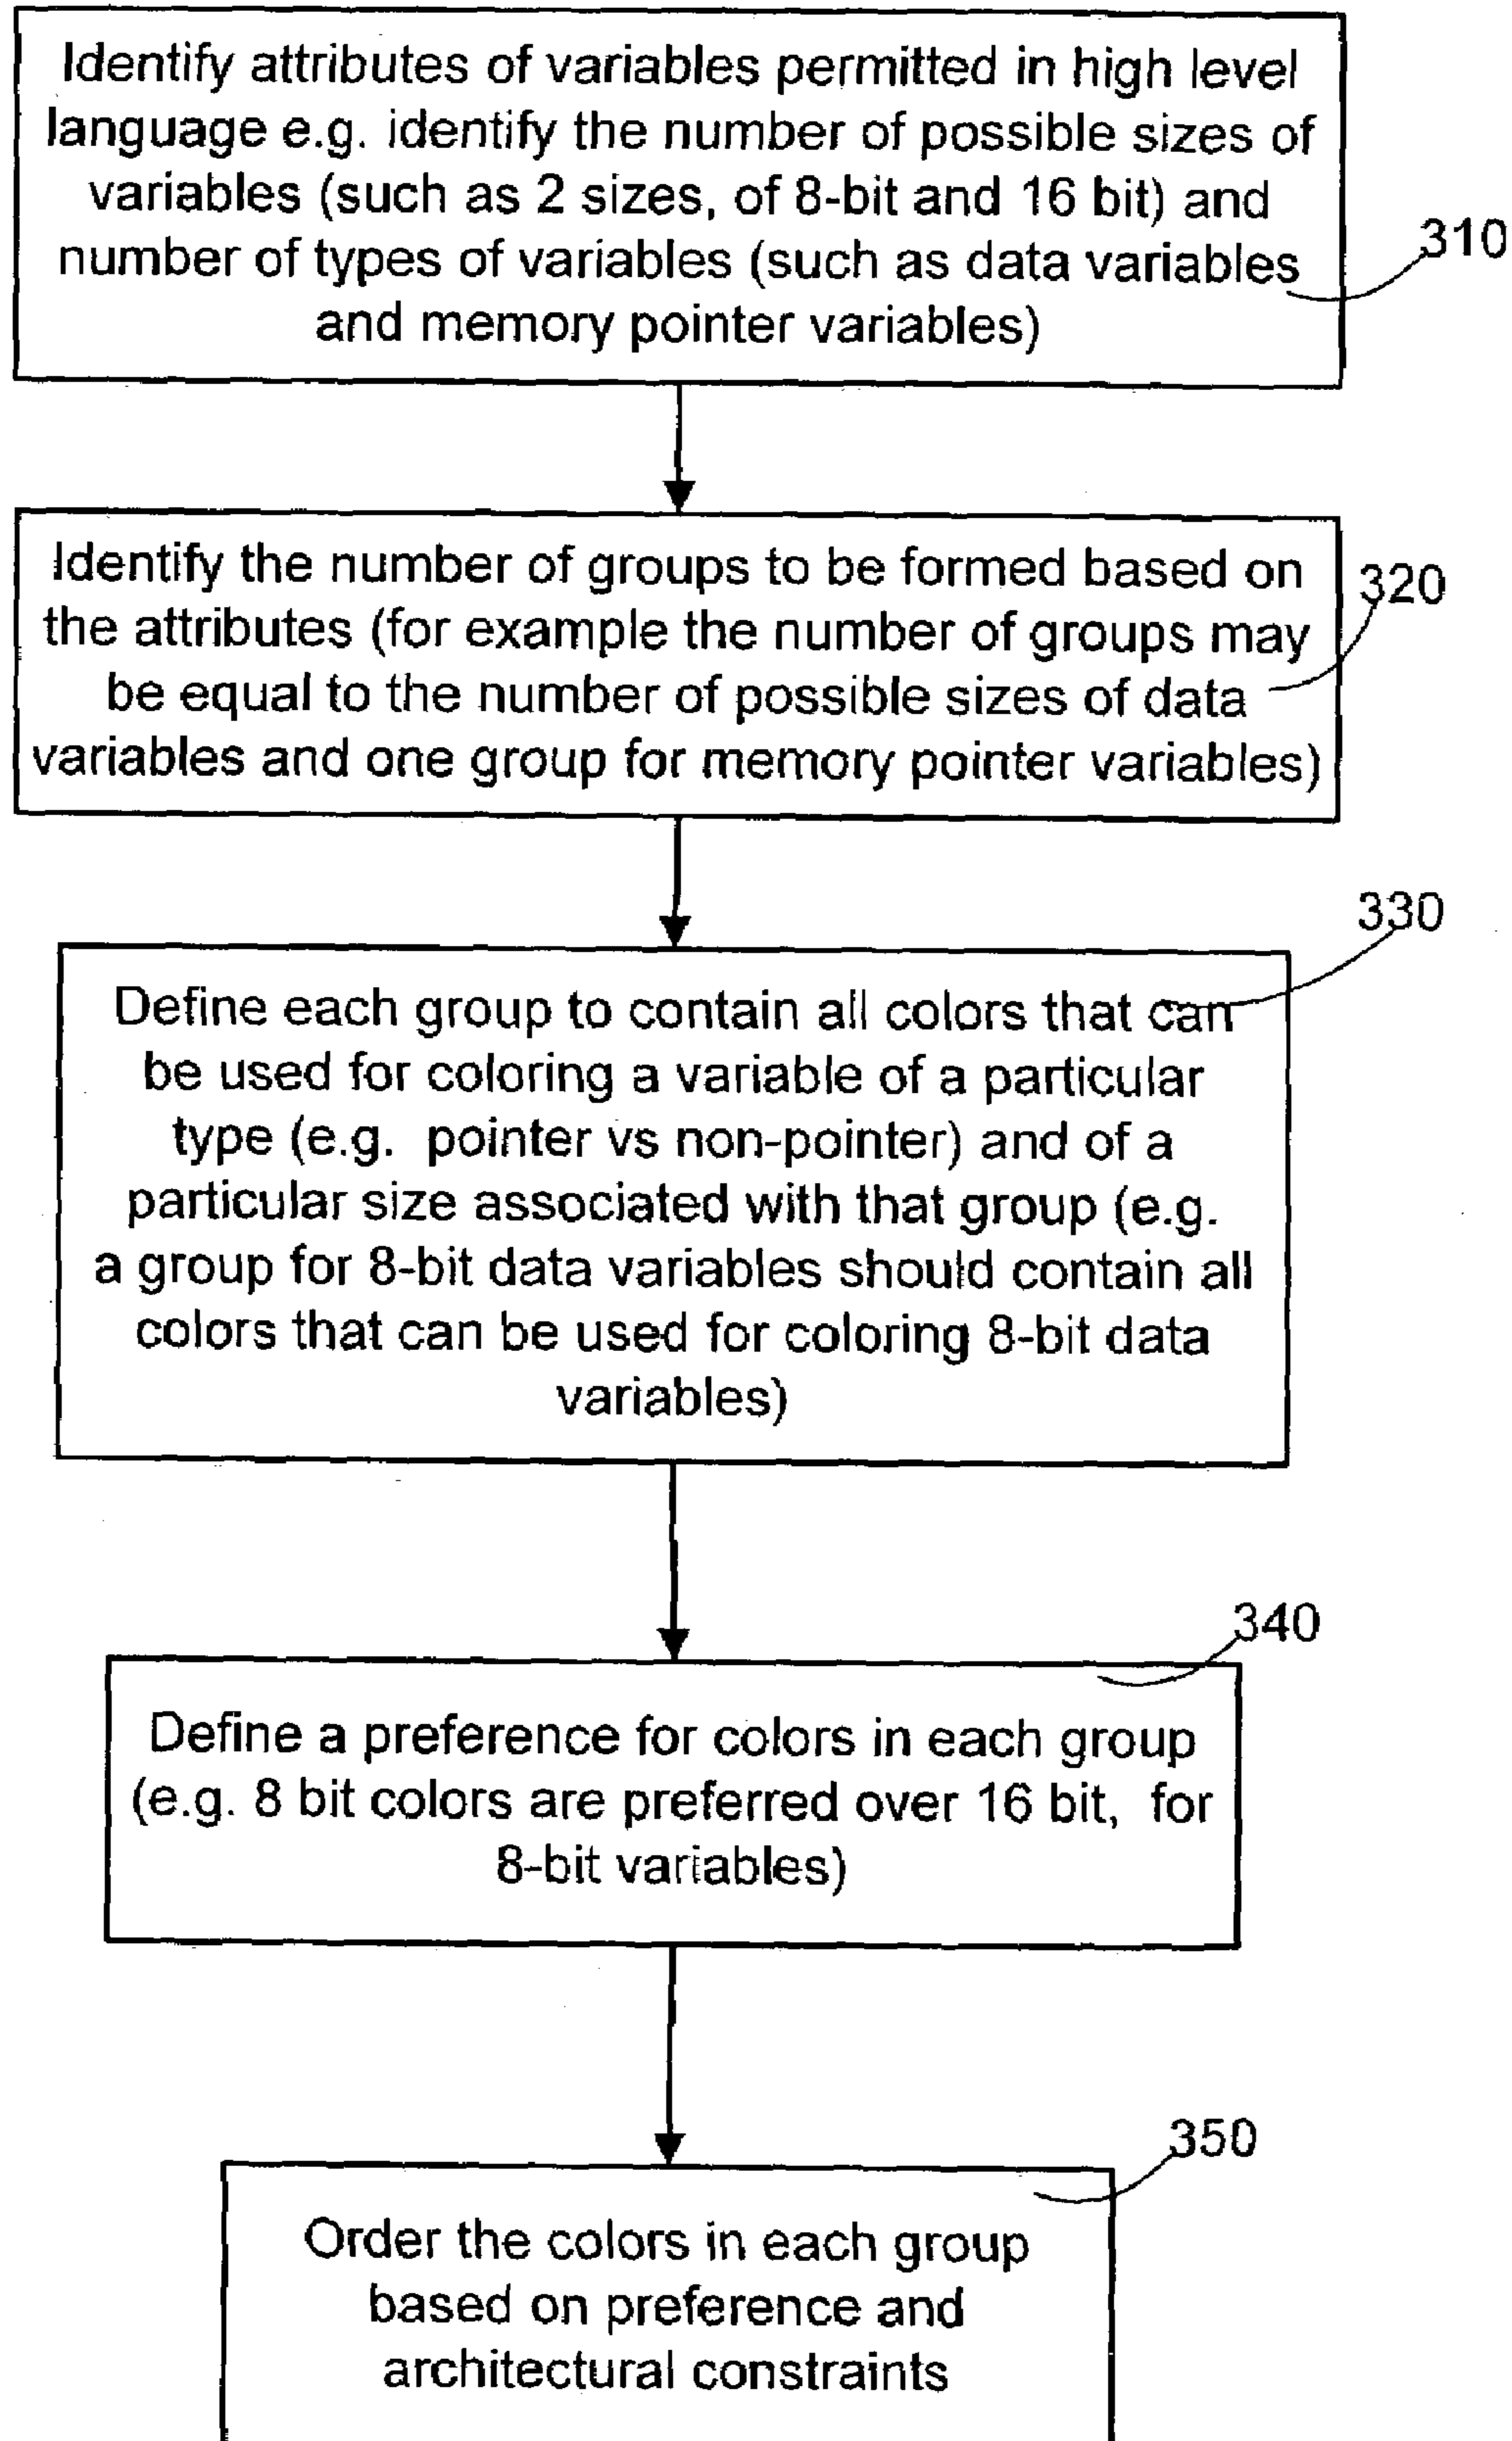 Identify attributes of variables permitted in high level
language e.g. identify the number of possible sizes of
variables (such as 2 sizes, of 8-bit and 16 bit) and
number of types of variables (such as data variables
and memory pointer variables)
310
Identify the number of groups to be formed based on
the attributes (for example the number of groups may
be equal to the number of possible sizes of data
variables and one group for memory pointer variables)
320
330
Define each group to contain all colors that can
be used for coloring a variable of a particular
type (e.g. pointer vs non-pointer) and of a
particular size associated with that group (e.g.
a group for 8-bit data variables should contain all
colors that can be used for coloring 8-bit data
variables)
340
Define a preference for colors in each group
(e.g. 8 bit colors are preferred over 16 bit, for
8-bit variables)
350
Order the colors in each group
based on preference and
architectural constraints